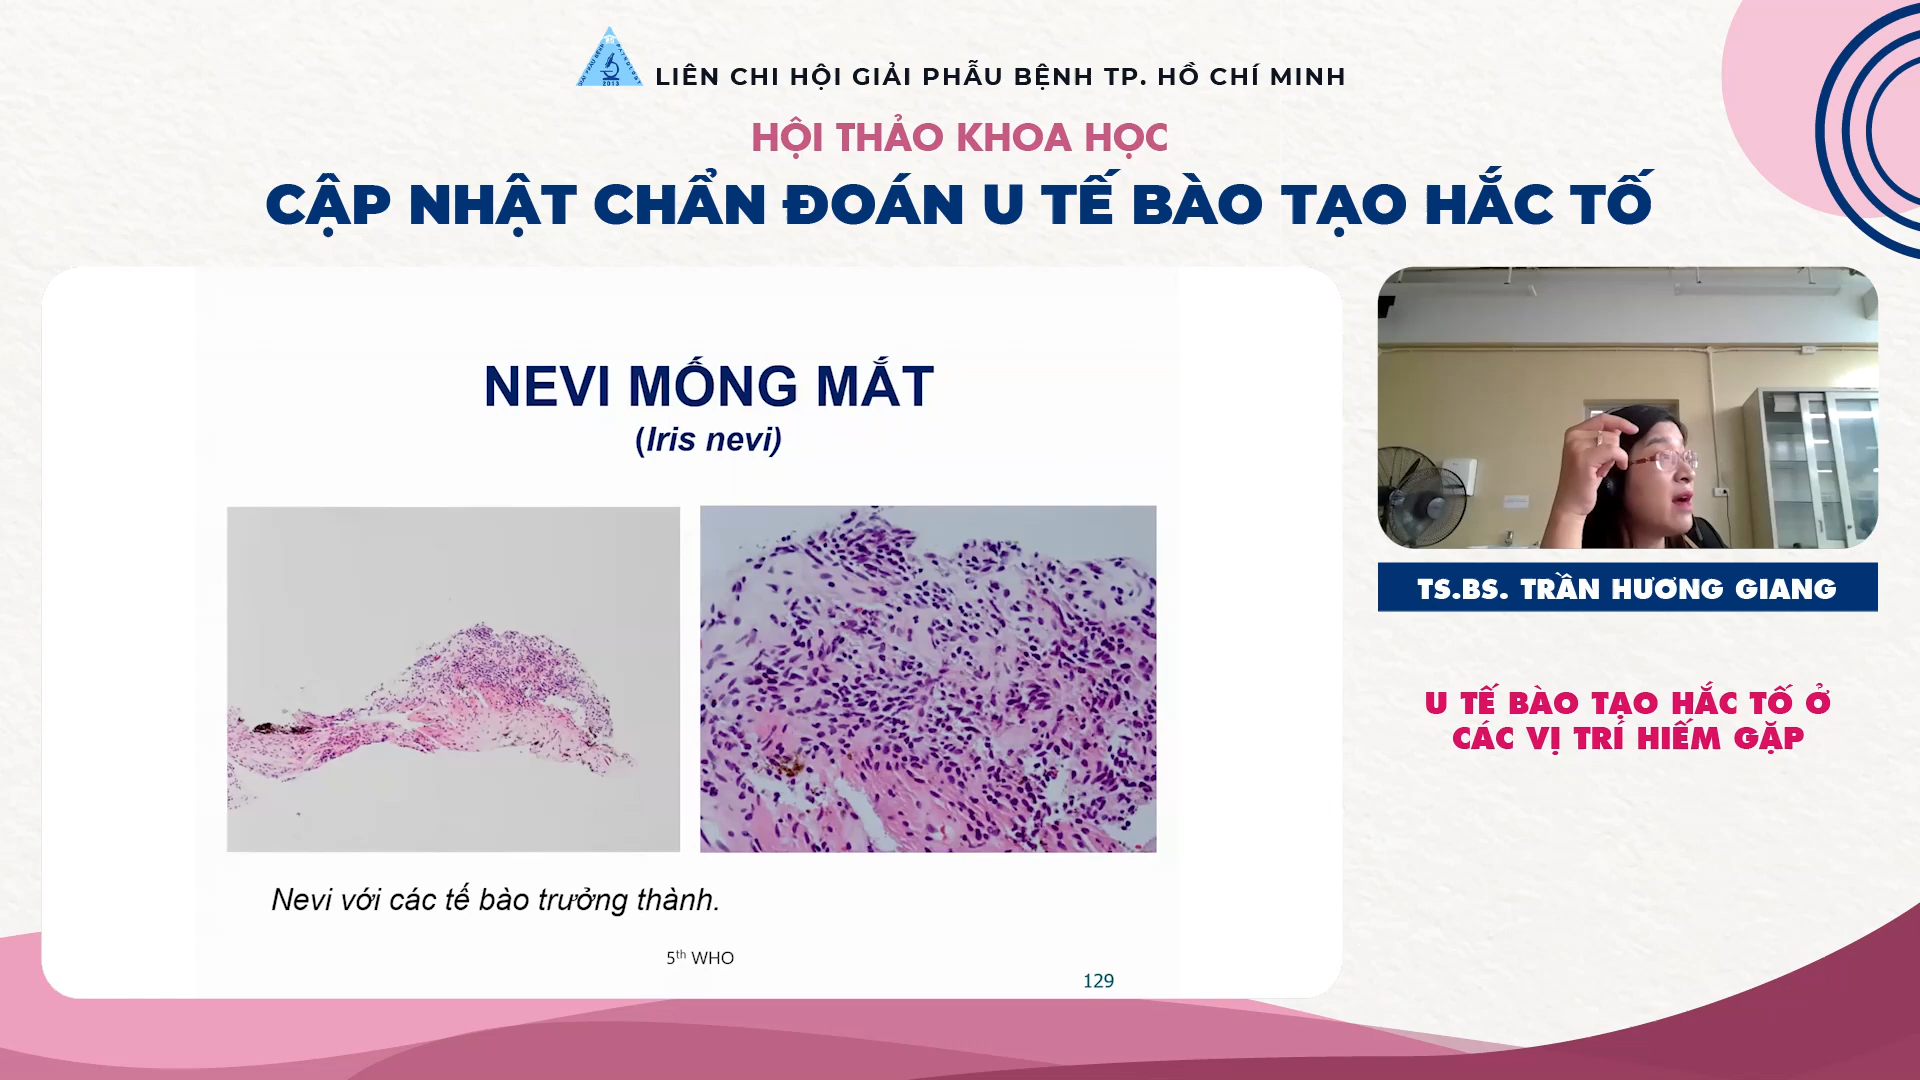 LIÊN CHI HỘI GIẢI PHẪU BỆNH TP. HỒ CHÍ MINH
HỘI THẢO KHOA HỌC
CẬP NHẬT CHẨN ĐOÁN U TẾ BÀO TẠO HẮC TỐ
NEVI MỐNG MẮT
(Iris nevi)
Nevi với các tế bào trưởng thành.
5th WHO
129
TS.BS. TRẦN HƯƠNG GIANG
U TẾ BÀO TẠO HẮC TỐ Ở
CÁC VỊ TRÍ HIẾM GẶP